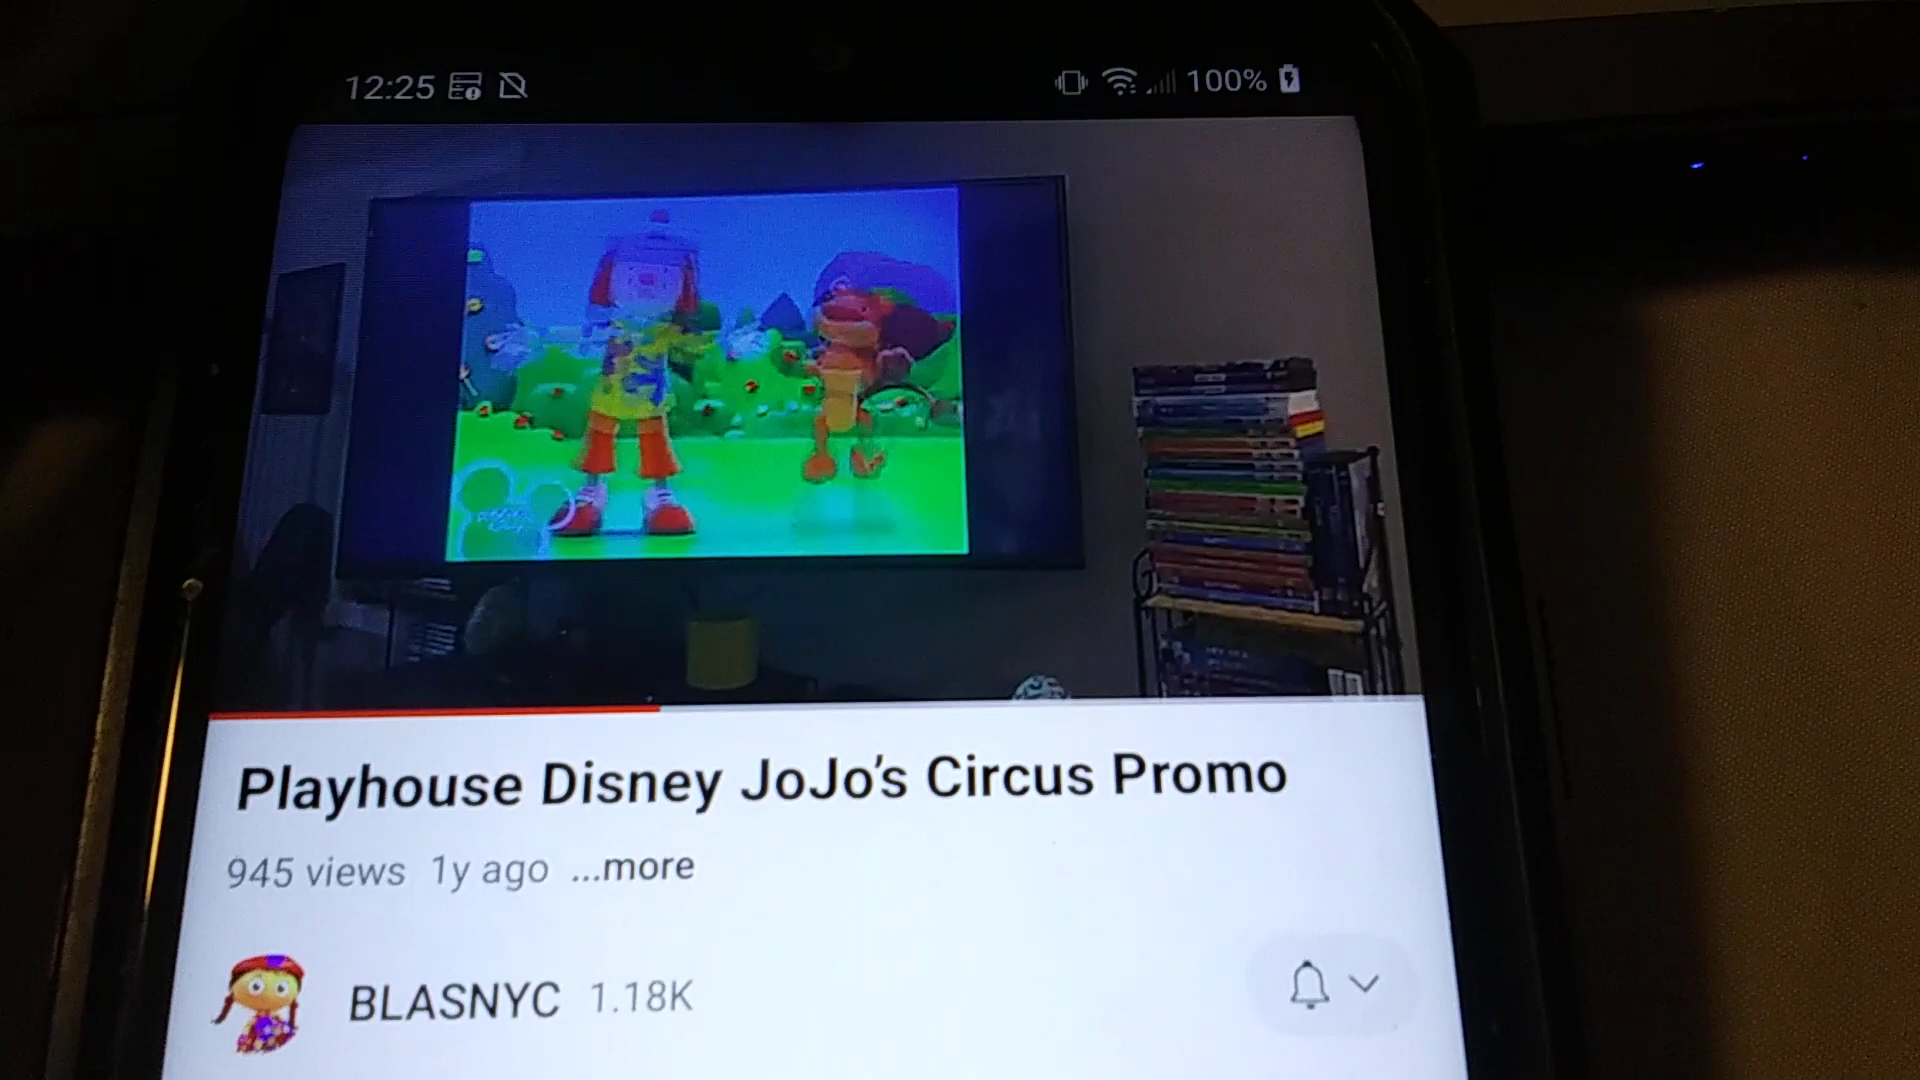 12:25
100%
Playhouse Disney JoJo's Circus Promo
945 views 1y ago ...more
BLASNYC 1.18K